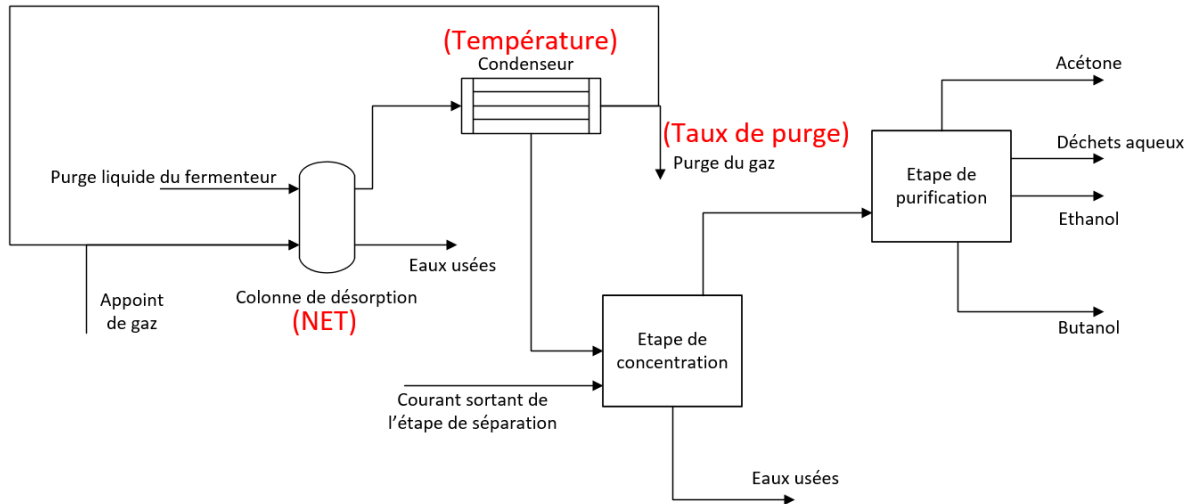 (Température)
Condenseur
Acétone
(Taux de purge)
Purge du gaz
Déchets aqueux
Etape de
purification
Purge liquide du fermenteur
Ethanol
Eaux usées
Appoint
de gaz
Colonne de désorption
(NET)
Butanol
Etape de
concentration
Courant sortant de
l’étape de séparation
Eaux usées